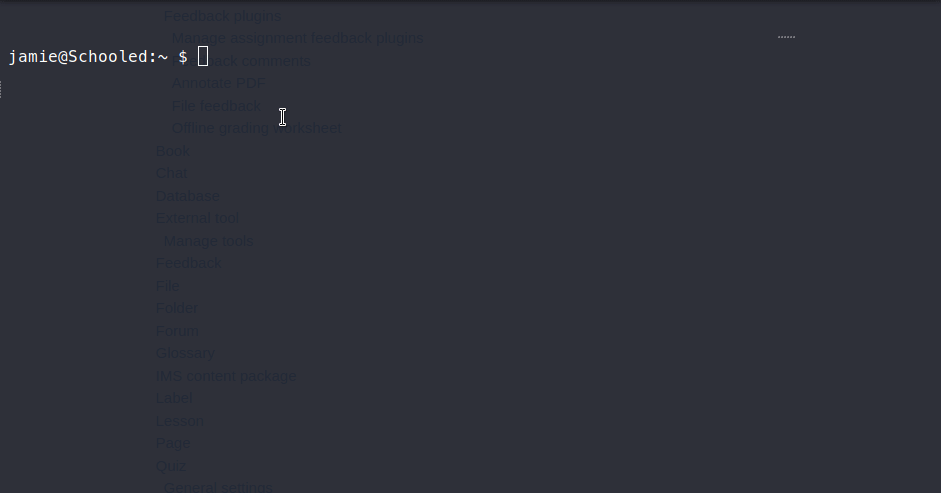 Feedback plugins
Manage assignment feedback plugins
jamie@Schooled:~ $
back comments
Annotate PDF
File feedback
Offline grading worksheet
Book
Chat
Database
External tool
Manage tools
Feedback
File
Folder
Forum
Glossary
IMS content package
Label
Lesson
Page
Quiz
General settings